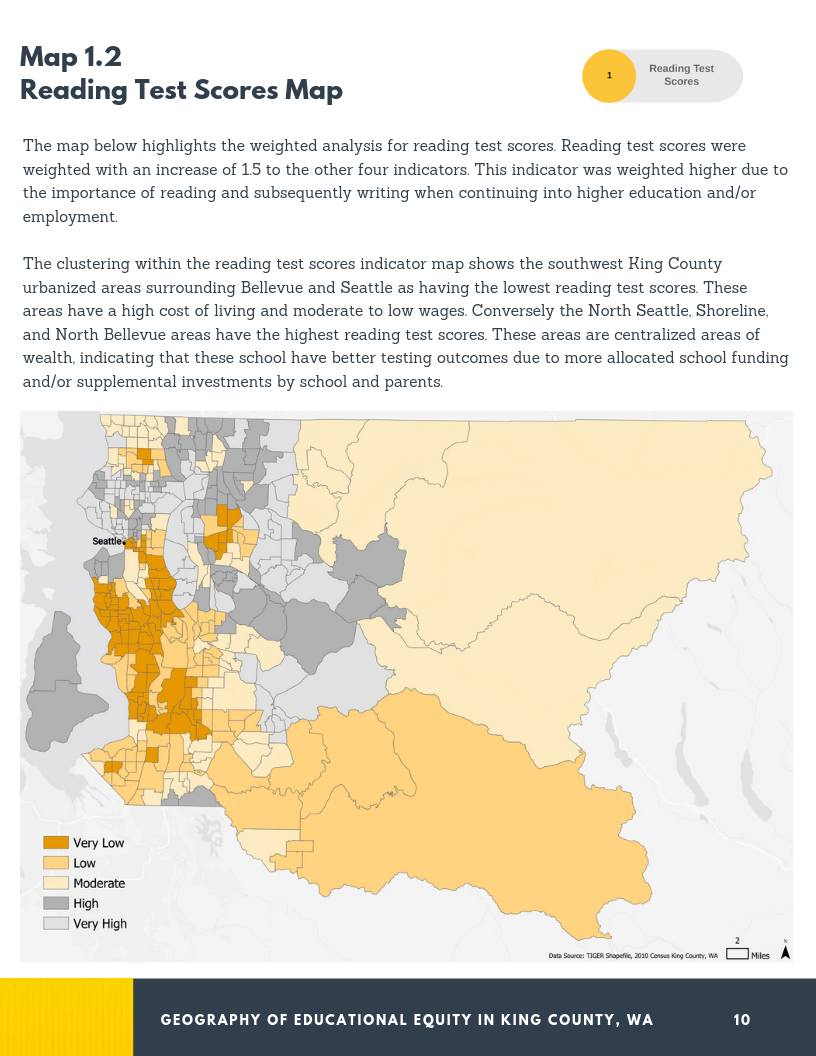 Map 1.2
Reading Test Scores Map
1
Reading Test
Scores
The map below highlights the weighted analysis for reading test scores. Reading test scores were
weighted with an increase of 1.5 to the other four indicators. This indicator was weighted higher due to
the importance of reading and subsequently writing when continuing into higher education and/or
employment.
The clustering within the reading test scores indicator map shows the southwest King County
urbanized areas surrounding Bellevue and Seattle as having the lowest reading test scores. These
areas have a high cost of living and moderate to low wages. Conversely the North Seattle, Shoreline,
and North Bellevue areas have the highest reading test scores. These areas are centralized areas of
wealth, indicating that these school have better testing outcomes due to more allocated school funding
and/or supplemental investments by school and parents.
Seattle
Very Low
Low
Moderate
High
Very High
2
Miles
N
Data Source: TIGER Shapefile, 2010 Census King County, WA
GEOGRAPHY OF EDUCATIONAL EQUITY IN KING COUNTY, WA
10